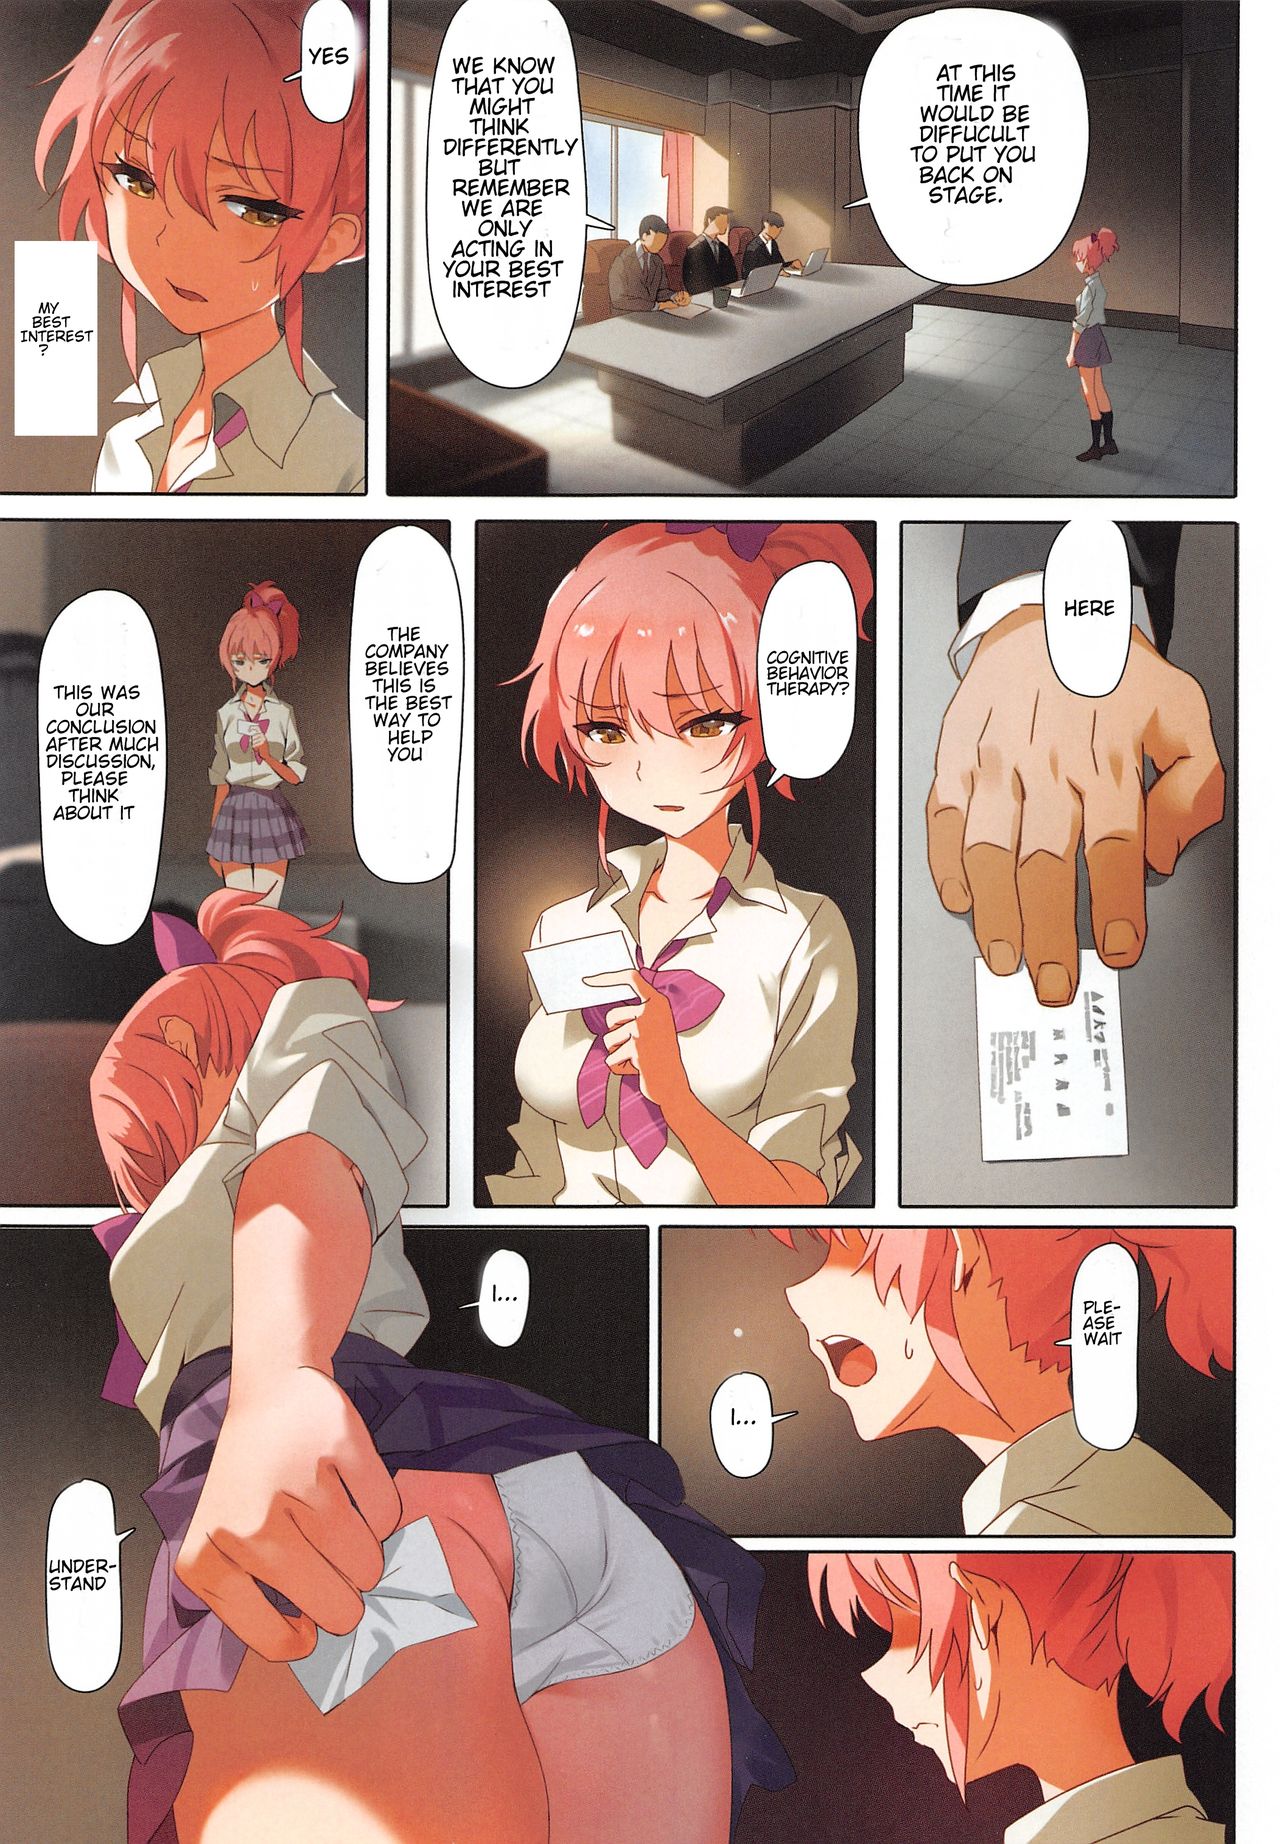 AT THIS
TIME IT
WOULD BE
DIFFUCULT
TO PUT YOU
BACK ON
STAGE.
WE KNOW
THAT YOU
MIGHT
THINK
DIFFERENTLY
BUT
REMEMBER
WE ARE
ONLY
ACTING IN
YOUR BEST
INTEREST
YES
MY
BEST
INTEREST
?
HERE
COGNITIVE
BEHAVIOR
THERAPY?
THE
COMPANY
BELIEVES
THIS IS
THE BEST
WAY TO
HELP
YOU
THIS WAS
OUR
CONCLUSION
AFTER MUCH
DISCUSSION,
PLEASE
THINK
ABOUT IT
PLE-
ASE
WAIT
I...
I...
UNDER-
STAND